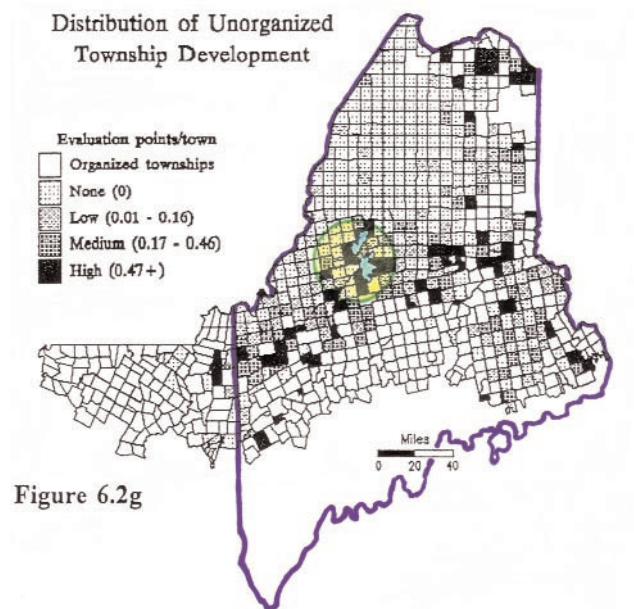 Distribution of Unorganized
Township Development
Evaluation points/town
Organized townships
None (0)
Low (0.01 - 0.16)
Medium (0.17 - 0.46)
High (0.47+)
Miles
0 20 40
Figure 6.2g